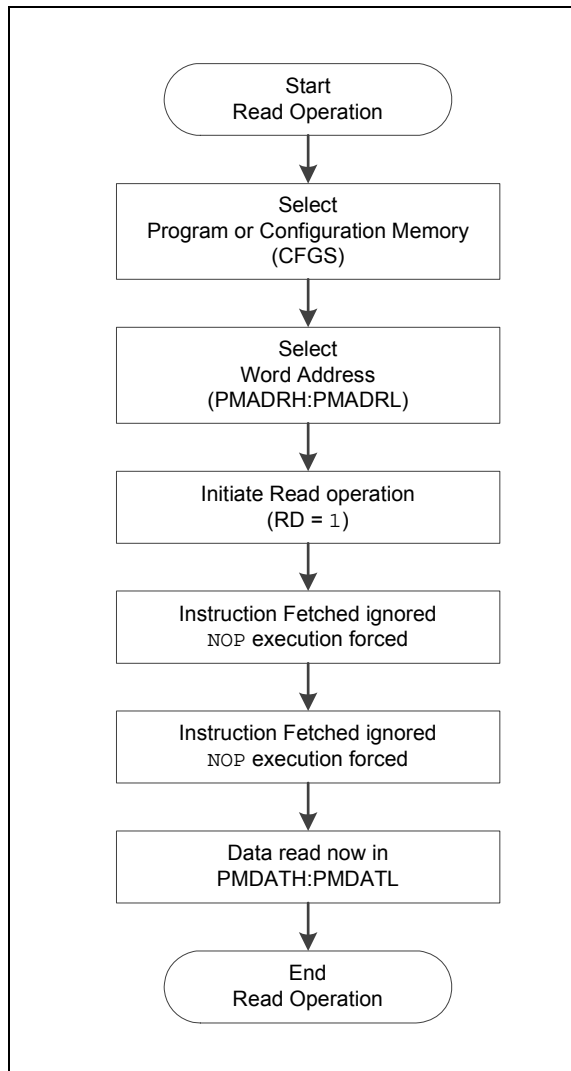 Start
Read Operation
Select
Program or Configuration Memory
(CFGS)
Select
Word Address
(PMADRH:PMADRL)
Initiate Read operation
(RD = 1)
Instruction Fetched ignored
NOP execution forced
Instruction Fetched ignored
NOP execution forced
Data read now in
PMDATH:PMDATL
End
Read Operation